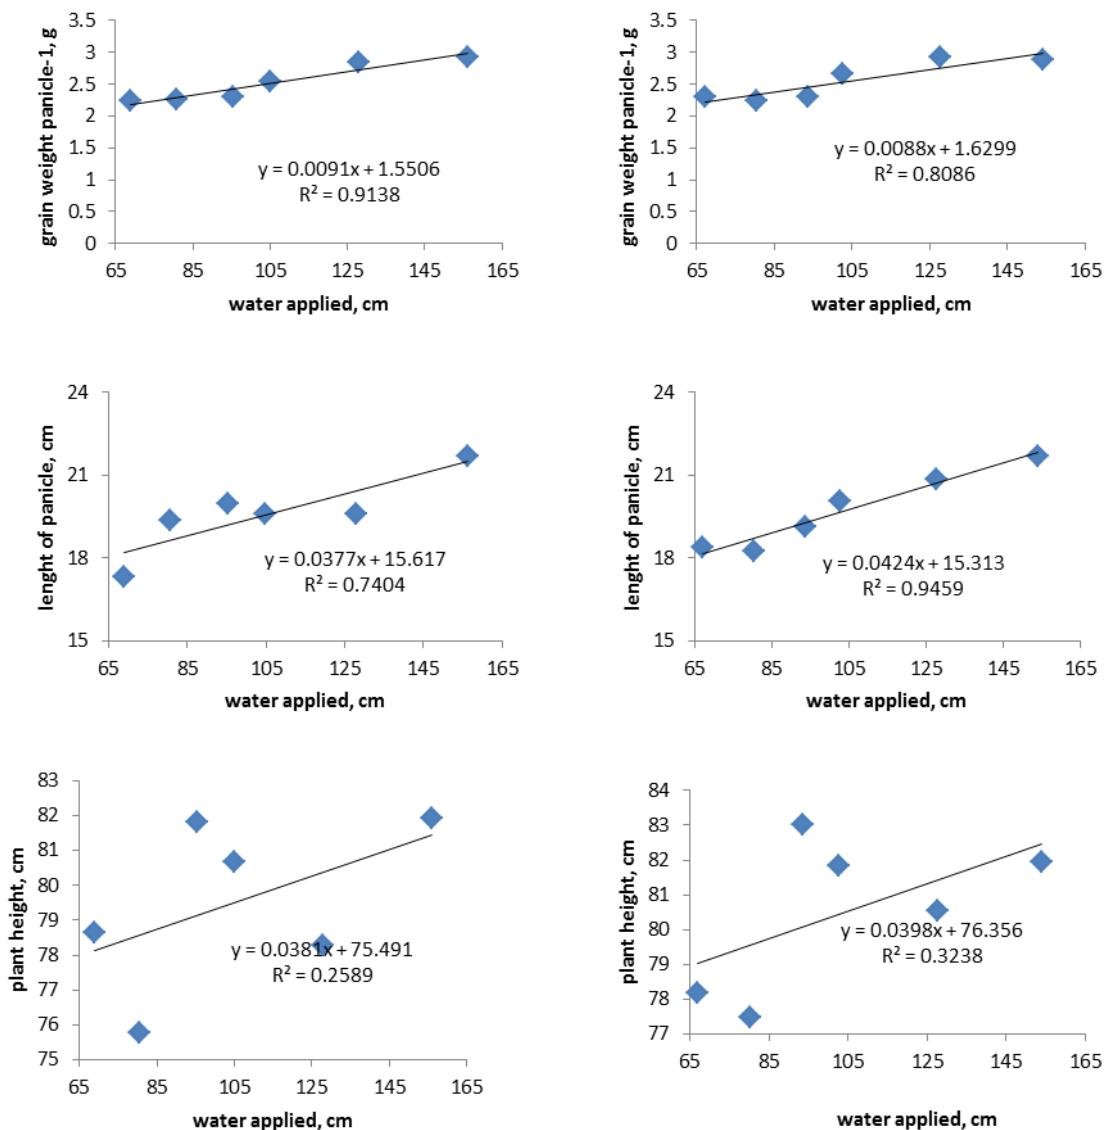 grain weight panicle-1, g
3.5
3
2.5
2
1.5
1
0.5
0
y = 0.0091x + 1.5506
R² = 0.9138
65 85 105 125 145 165
water applied, cm
grain weight panicle-1, g
3.5
3
2.5
2
1.5
1
0.5
0
y = 0.0088x + 1.6299
R² = 0.8086
65 85 105 125 145 165
water applied, cm
lenght of panicle, cm
24
21
18
15
y = 0.0377x + 15.617
R² = 0.7404
65 85 105 125 145 165
water applied, cm
lenght of panicle, cm
24
21
18
15
y = 0.0424x + 15.313
R² = 0.9459
65 85 105 125 145 165
water applied, cm
plant height, cm
83
82
81
80
79
78
77
76
75
y = 0.0381x + 75.491
R² = 0.2589
65 85 105 125 145 165
water applied, cm
plant height, cm
84
83
82
81
80
79
78
77
y = 0.0398x + 76.356
R² = 0.3238
65 85 105 125 145 165
water applied, cm